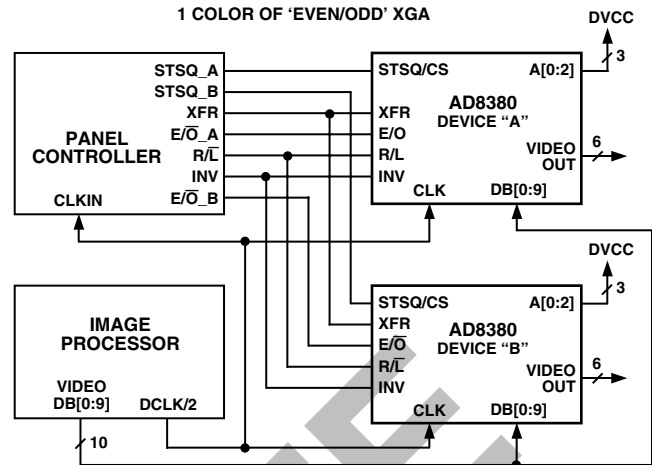 1 COLOR OF 'EVEN/ODD' XGA
PANEL
CONTROLLER
STSQ_A
STSQ_B
XFR
E/O̅_A
R/L̅
INV
E/O̅_B
CLKIN
STSQ/CS
XFR
E/O
R/L
INV
CLK
AD8380
DEVICE "A"
A[0:2]
VIDEO
OUT
DB[0:9]
DVCC
3
6
IMAGE
PROCESSOR
VIDEO
DB[0:9]
DCLK/2
10
STSQ/CS
XFR
E/O̅
R/L̅
INV
CLK
AD8380
DEVICE "B"
A[0:2]
VIDEO
OUT
DB[0:9]
DVCC
3
6